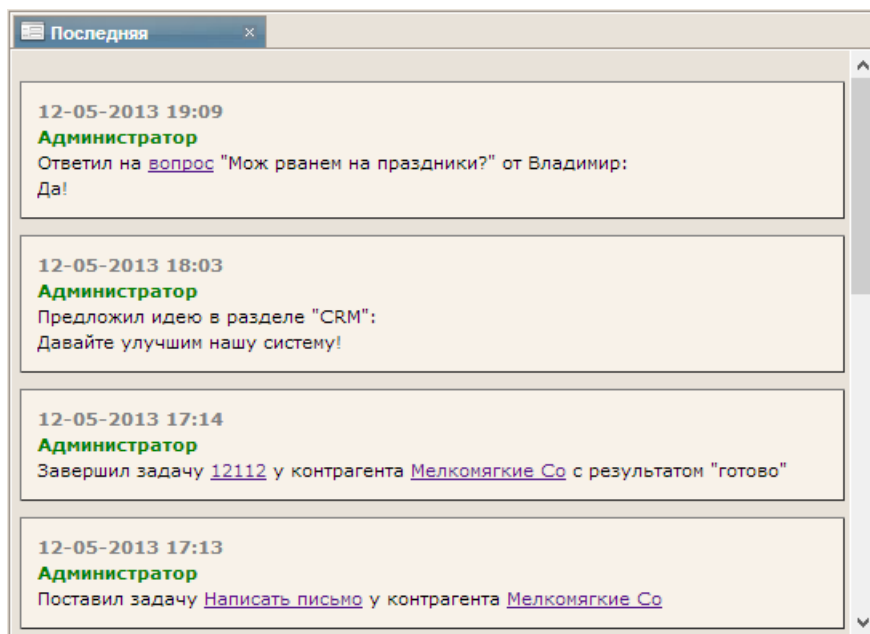 Последняя
12-05-2013 19:09
Администратор
Ответил на вопрос "Мож рванем на праздники?" от Владимир:
Да!
12-05-2013 18:03
Администратор
Предложил идею в разделе "CRM":
Давайте улучшим нашу систему!
12-05-2013 17:14
Администратор
Завершил задачу 12112 у контрагента Мелкомягкие Со с результатом "готово"
12-05-2013 17:13
Администратор
Поставил задачу Написать письмо у контрагента Мелкомягкие Со